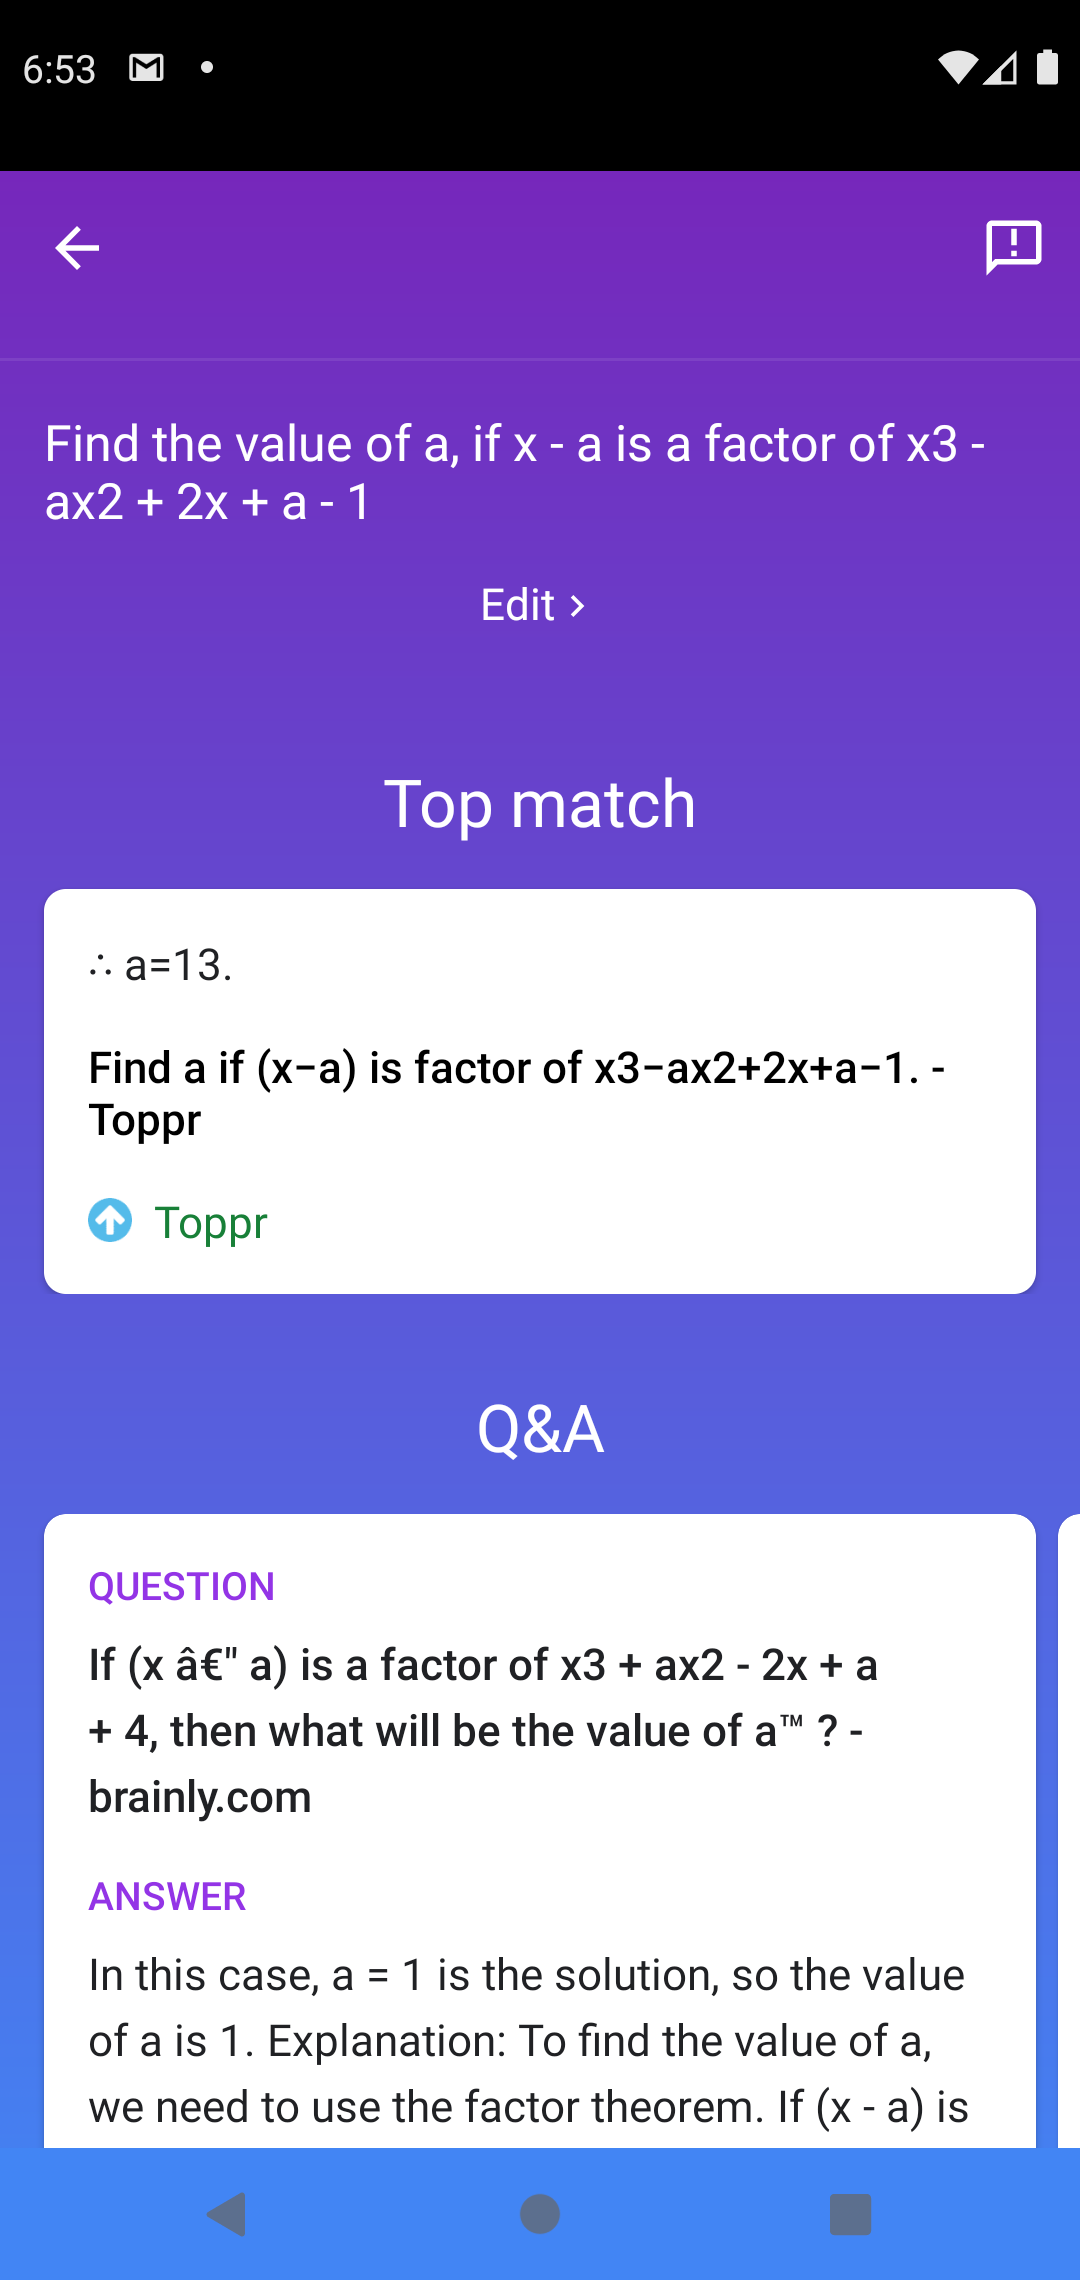 6:53
Find the value of a, if x - a is a factor of x3 -
ax2 + 2x + a - 1
Edit >
Top match
∴ a=13.
Find a if (x−a) is factor of x3−ax2+2x+a−1. -
Toppr
Toppr
Q&A
QUESTION
If (x â€" a) is a factor of x3 + ax2 - 2x + a
+ 4, then what will be the value of a™ ? -
brainly.com
ANSWER
In this case, a = 1 is the solution, so the value
of a is 1. Explanation: To find the value of a,
we need to use the factor theorem. If (x - a) is